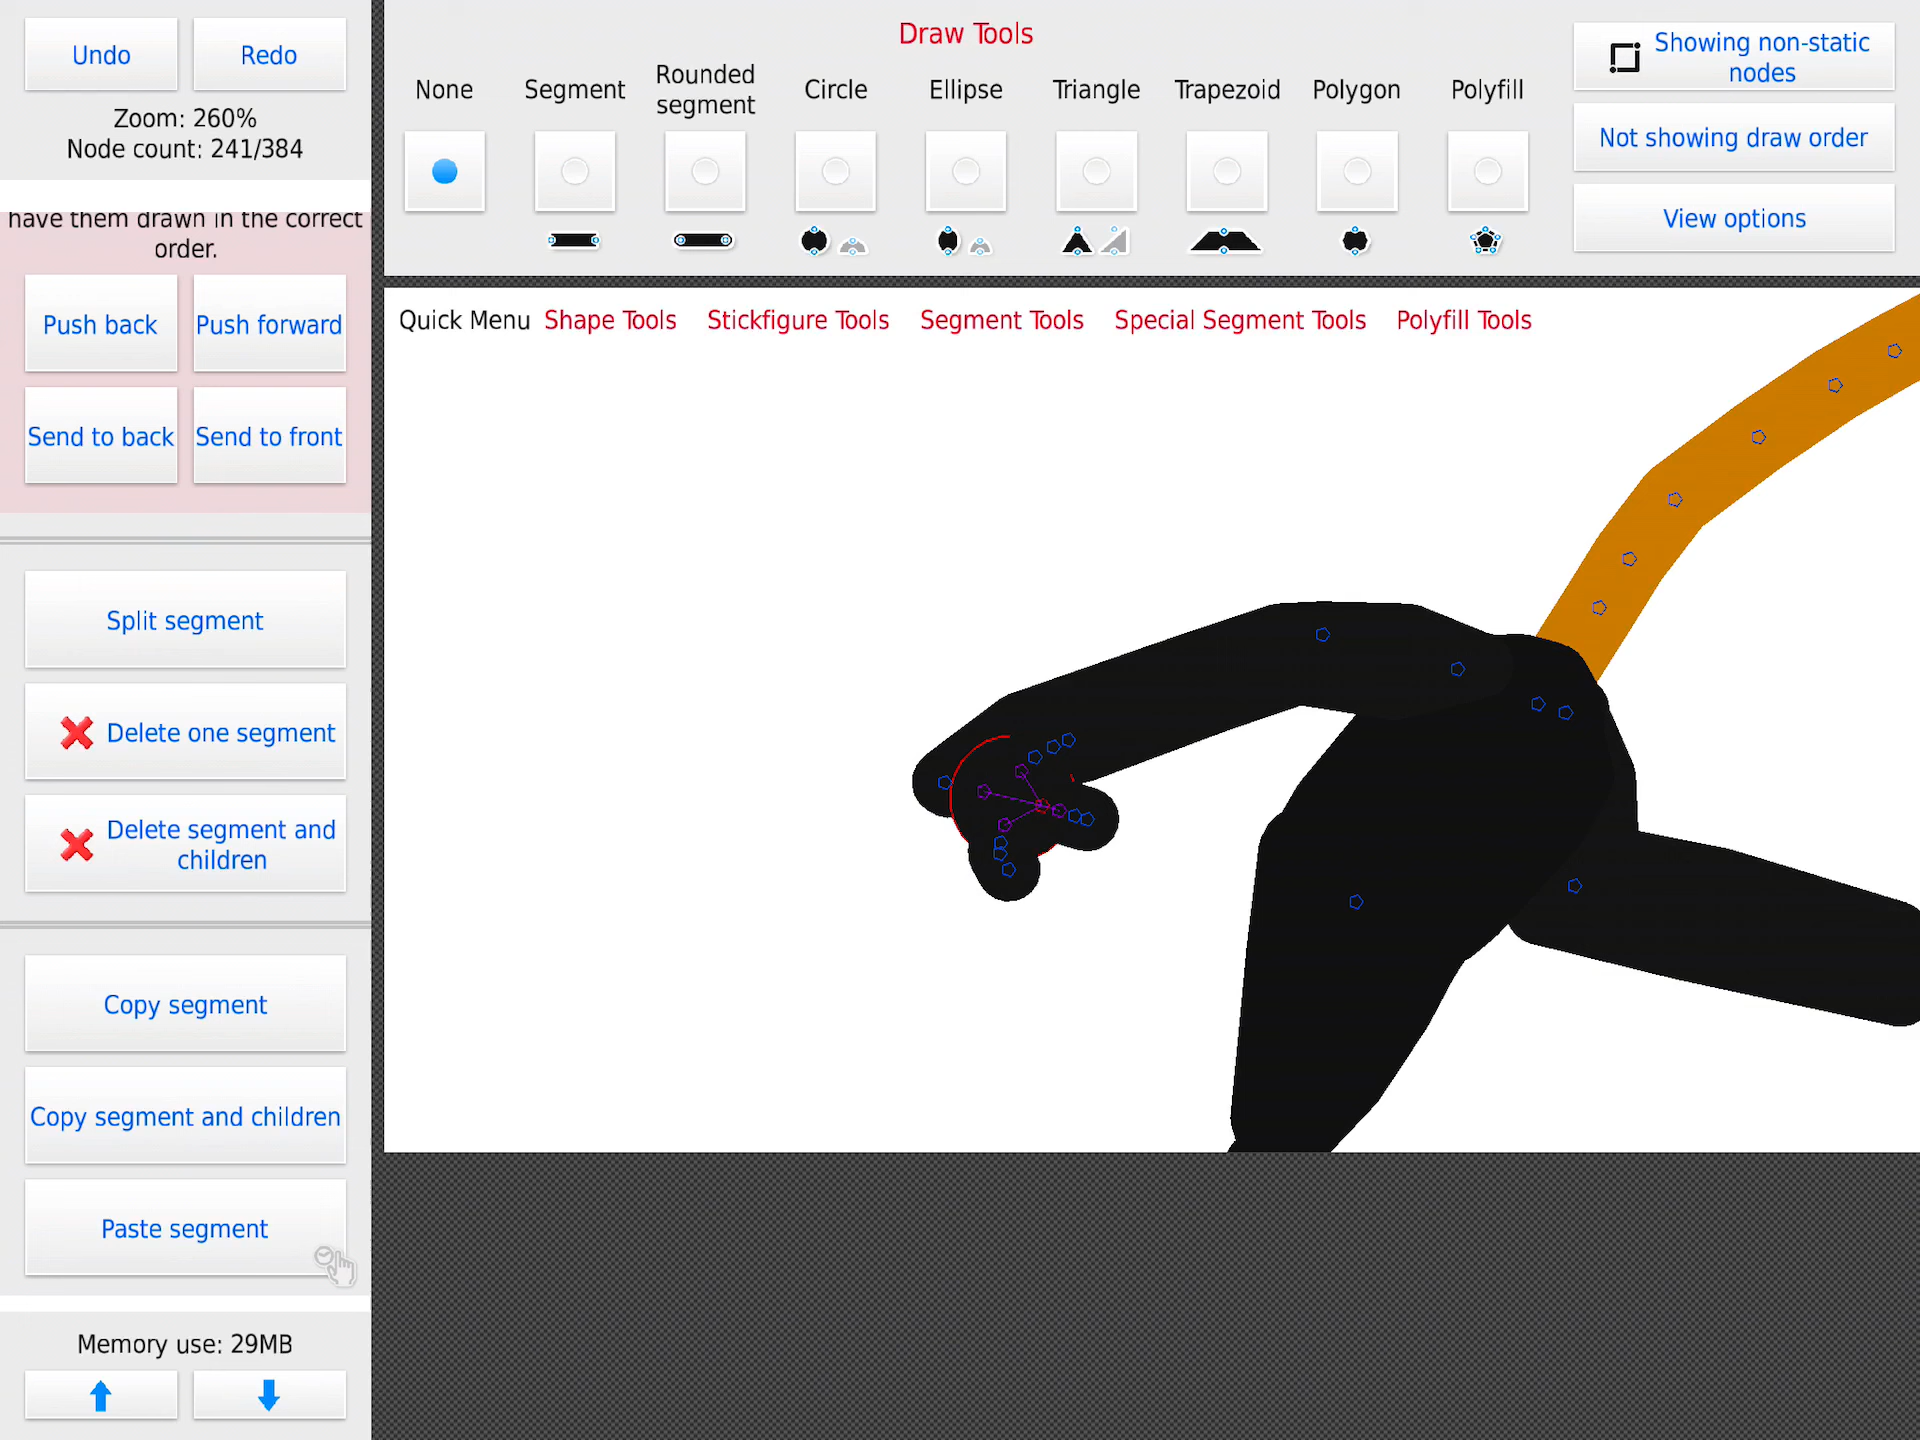 Undo
Redo
Zoom: 260%
Node count: 241/384
have them drawn in the correct
order.
Push back
Push forward
Send to back
Send to front
Split segment
Delete one segment
Delete segment and
children
Copy segment
Copy segment and children
Paste segment
Memory use: 29MB
Draw Tools
None
Segment
Rounded
segment
Circle
Ellipse
Triangle
Trapezoid
Polygon
Polyfill
Showing non-static
nodes
Not showing draw order
View options
Quick Menu
Shape Tools
Stickfigure Tools
Segment Tools
Special Segment Tools
Polyfill Tools